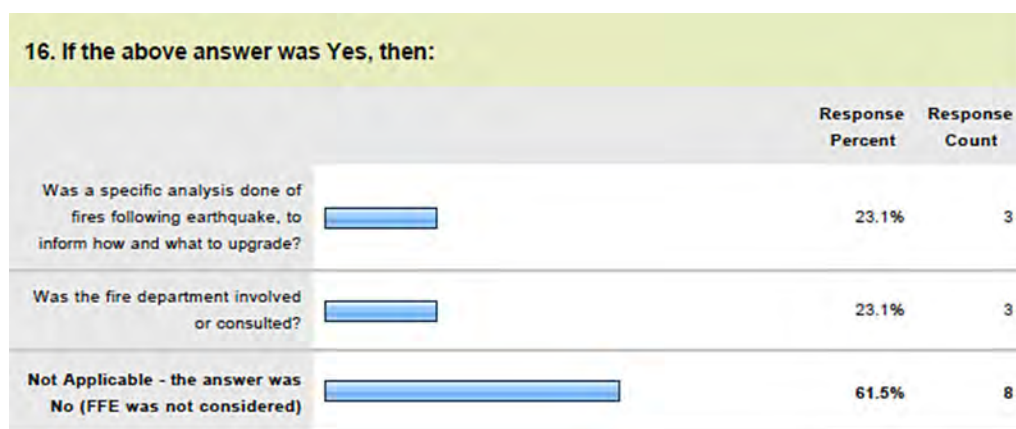 16. If the above answer was Yes, then:
Response Response
Percent Count
Was a specific analysis done of
fires following earthquake, to
inform how and what to upgrade?
23.1% 3
Was the fire department involved
or consulted?
23.1% 3
Not Applicable - the answer was
No (FFE was not considered)
61.5% 8